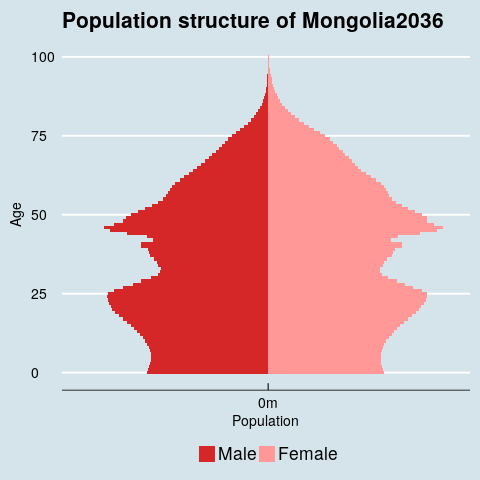 Population structure of Mongolia2036
100
75
50
25
0
Age
0m
Population
Male Female